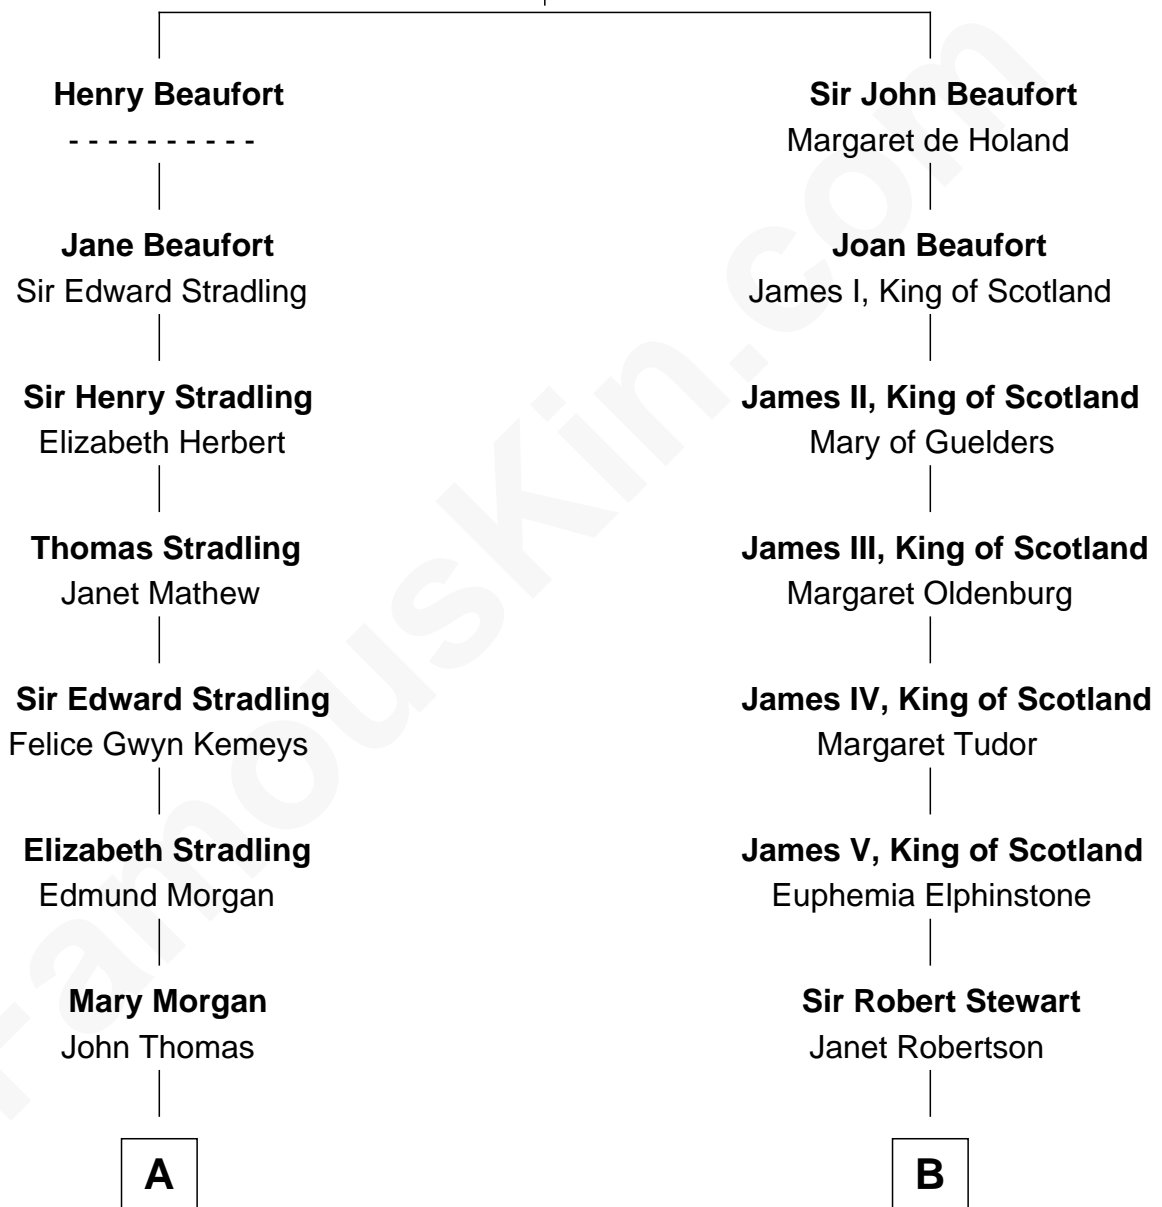 Henry Beaufort
- - - - - - - - - -
Jane Beaufort
Sir Edward Stradling
Sir Henry Stradling
Elizabeth Herbert
Thomas Stradling
Janet Mathew
Sir Edward Stradling
Felice Gwyn Kemeys
Elizabeth Stradling
Edmund Morgan
Mary Morgan
John Thomas
A
Sir John Beaufort
Margaret de Holand
Joan Beaufort
James I, King of Scotland
James II, King of Scotland
Mary of Guelders
James III, King of Scotland
Margaret Oldenburg
James IV, King of Scotland
Margaret Tudor
James V, King of Scotland
Euphemia Elphinstone
Sir Robert Stewart
Janet Robertson
B
FamousKin.com